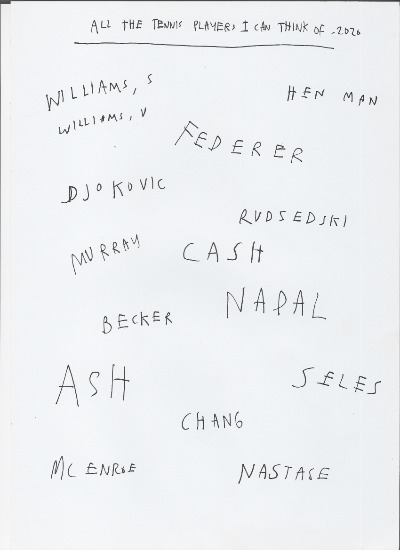 ALL THE TENNIS PLAYERS I CAN THINK OF -2020
WILLIAMS, S
HEN MAN
WILLIAMS, V
FEDERER
DJOKOVIC
RUDSEDSKI
MURRAY
CASH
NADAL
BECKER
ASH
SELES
CHANG
MC ENROE
NASTASE